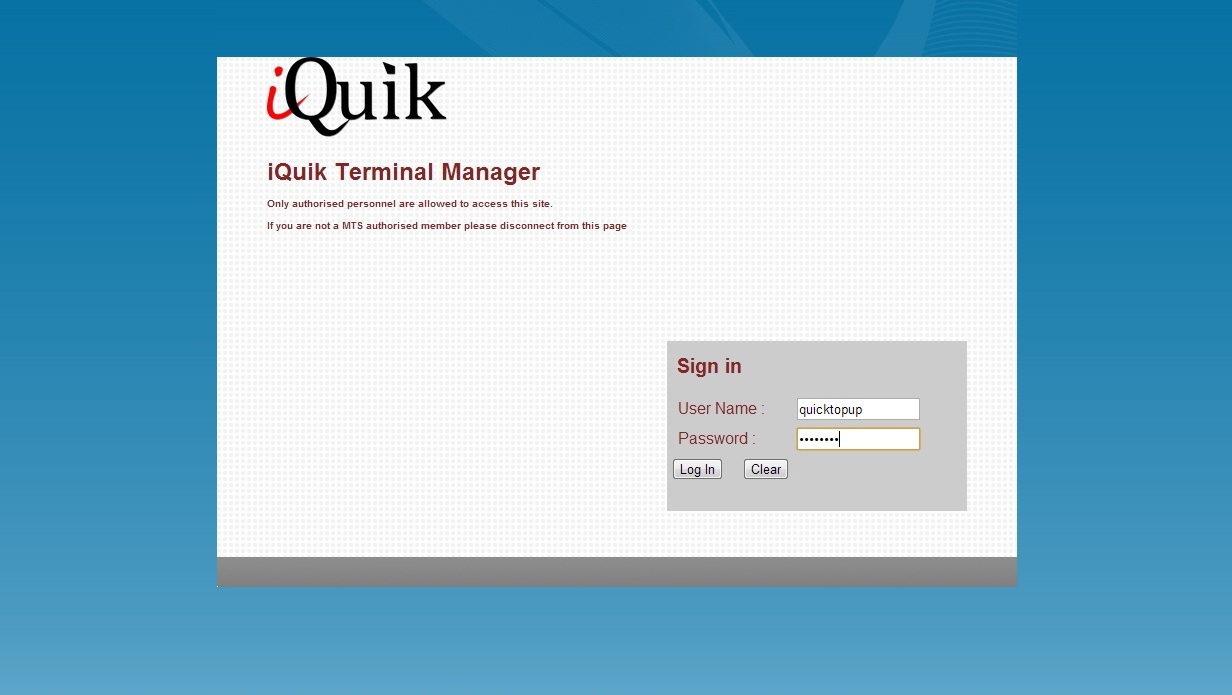 iQuik
iQuik Terminal Manager
Only authorised personnel are allowed to access this site.
If you are not a MTS authorised member please disconnect from this page
Sign in
User Name : quicktopup
Password : ••••••••
Log In Clear